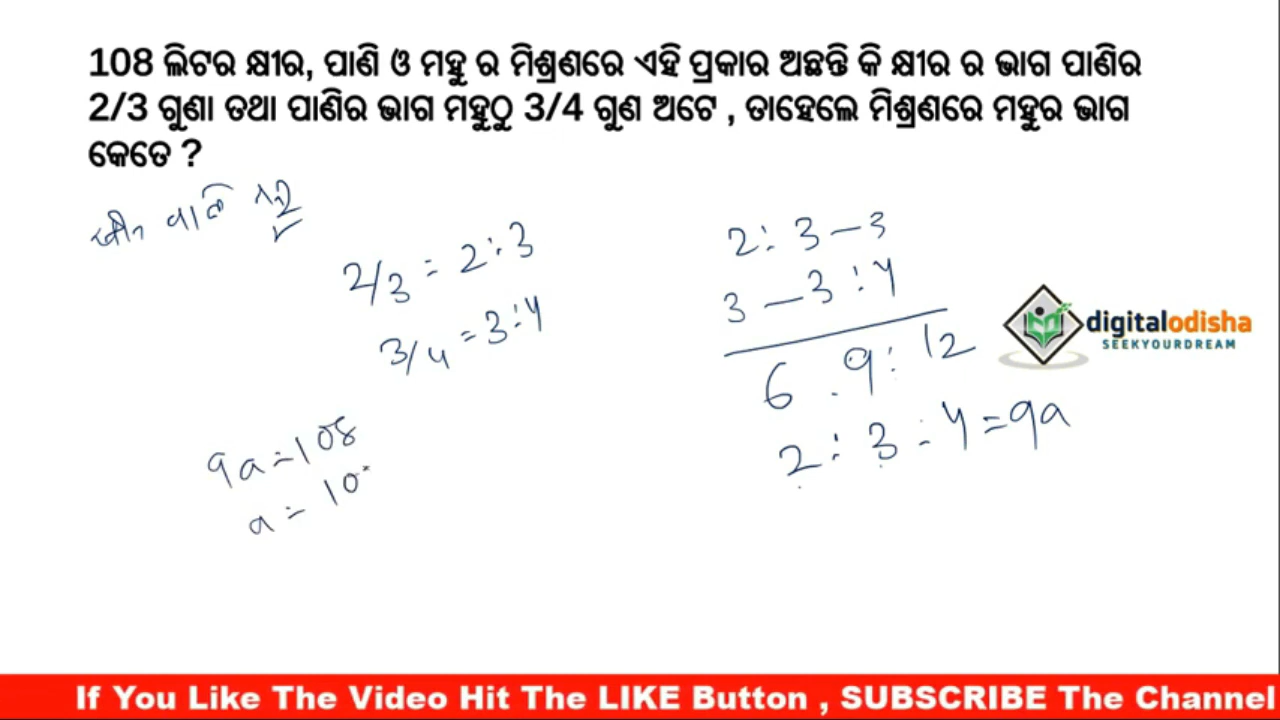 108 ଲିଟର କ୍ଷୀର, ପାଣି ଓ ମହୁ ର ମିଶ୍ରଣରେ ଏହି ପ୍ରକାର ଅଛନ୍ତି କି କ୍ଷୀର ର ଭାଗ ପାଣିର
2/3 ଗୁଣା ତଥା ପାଣିର ଭାଗ ମହୁଠୁ 3/4 ଗୁଣ ଅଟେ , ତାହେଲେ ମିଶ୍ରଣରେ ମହୁର ଭାଗ
କେତେ ?
ପାଣି
2/3 = 2:3
3/4 = 3:4
2 : 3 – 3
3 – 3 : 4
6 : 9 : 12
2 : 3 : 4 = 9a
9a = 108
a = 10
digitalodisha
SEEKYOURDREAM
If You Like The Video Hit The LIKE Button , SUBSCRIBE The Channel